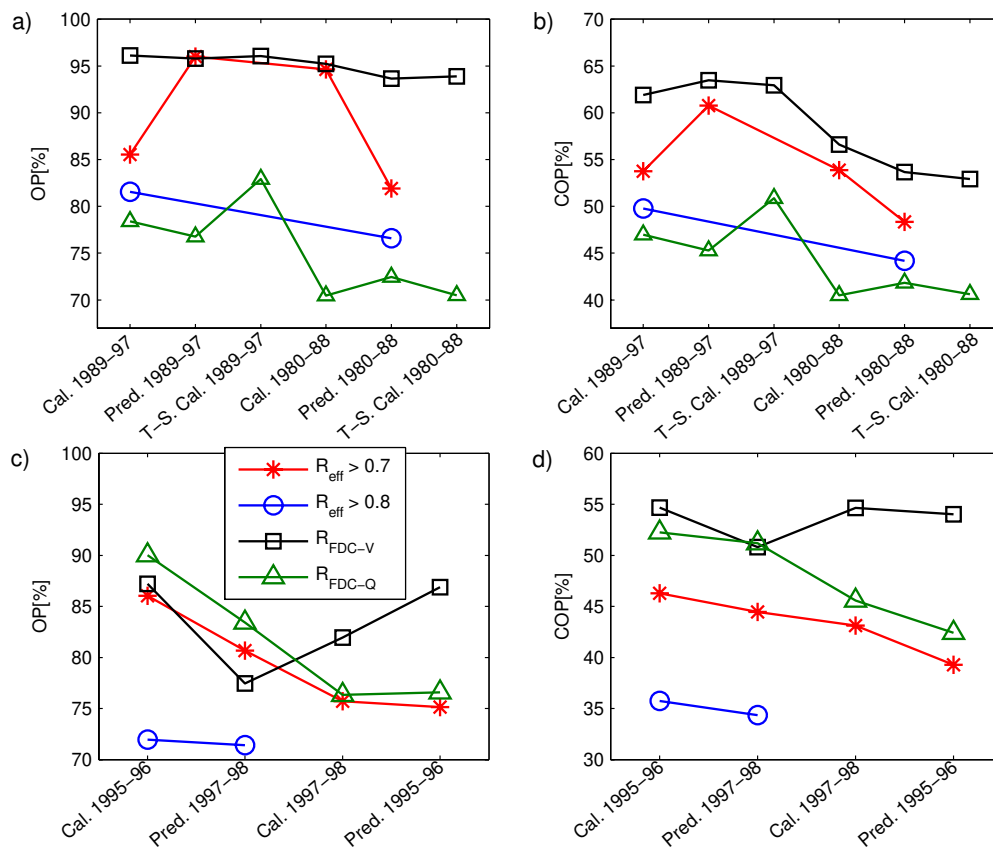 a)
100
95
90
85
80
75
70
OP[%]
Cal. 1989–97
Pred. 1989–97
T–S. Cal. 1989–97
Cal. 1980–88
Pred. 1980–88
T–S. Cal. 1980–88
b)
70
65
60
55
50
45
40
COP[%]
Cal. 1989–97
Pred. 1989–97
T–S. Cal. 1989–97
Cal. 1980–88
Pred. 1980–88
T–S. Cal. 1980–88
c)
100
95
90
85
80
75
70
OP[%]
R_eff > 0.7
R_eff > 0.8
R_FDC–V
R_FDC–Q
Cal. 1995–96
Pred. 1997–98
Cal. 1997–98
Pred. 1995–96
d)
60
55
50
45
40
35
30
COP[%]
Cal. 1995–96
Pred. 1997–98
Cal. 1997–98
Pred. 1995–96